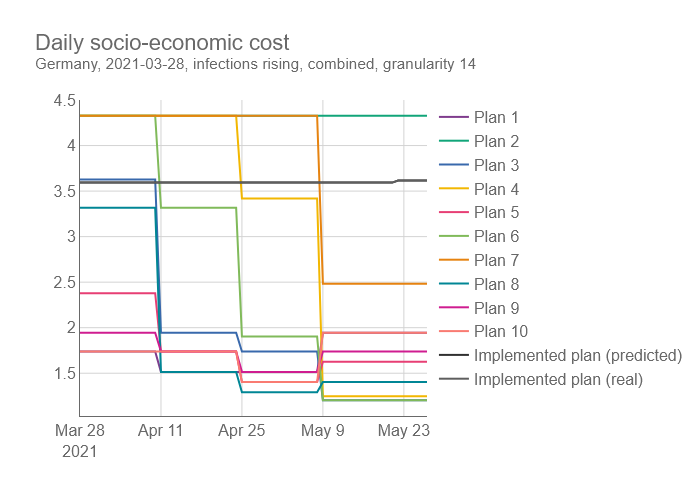 Daily socio-economic cost
Germany, 2021-03-28, infections rising, combined, granularity 14
4.5
4
3.5
3
2.5
2
1.5
Mar 28
2021
Apr 11
Apr 25
May 9
May 23
Plan 1
Plan 2
Plan 3
Plan 4
Plan 5
Plan 6
Plan 7
Plan 8
Plan 9
Plan 10
Implemented plan (predicted)
Implemented plan (real)